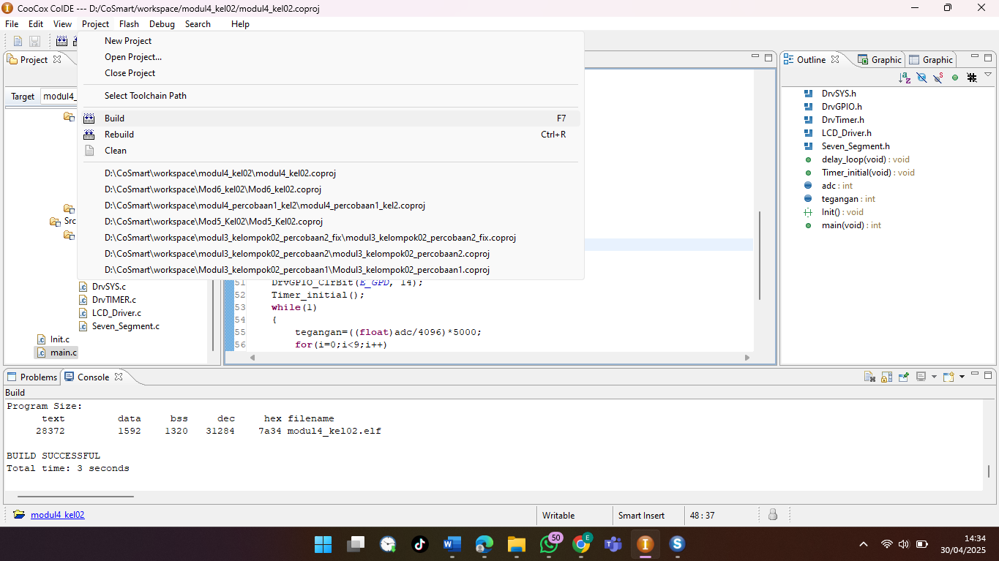 CooCox CoIDE --- D:/CoSmart/workspace/modul4_kel02/modul4_kel02.coproj
File Edit View Project Flash Debug Search Help
New Project
Open Project...
Close Project
Select Toolchain Path
Build F7
Rebuild Ctrl+R
Clean
D:\CoSmart\workspace\modul4_kel02\modul4_kel02.coproj
D:\CoSmart\workspace\Mod6_kel02\Mod6_kel02.coproj
D:\CoSmart\workspace\modul4_percobaan1_kel2\modul4_percobaan1_kel2.coproj
D:\CoSmart\workspace\Mod5_Kel02\Mod5_Kel02.coproj
D:\CoSmart\workspace\modul3_kelompok02_percobaan2_fix\modul3_kelompok02_percobaan2_fix.coproj
D:\CoSmart\workspace\modul3_kelompok02_percobaan2\modul3_kelompok02_percobaan2.coproj
D:\CoSmart\workspace\Modul3_kelompok02_percobaan1\Modul3_kelompok02_percobaan1.coproj
Project
Target modul4_
Src
DrvSYS.c
DrvTIMER.c
LCD_Driver.c
Seven_Segment.c
Init.c
main.c
51 DrvGPIO_ClrBit(E_GPD, 14);
52 Timer_initial();
53 while(1)
54 {
55 tegangan=((float)adc/4096)*5000;
56 for(i=0;i<9;i++)
Outline Graphic Graphic
DrvSYS.h
DrvGPIO.h
DrvTimer.h
LCD_Driver.h
Seven_Segment.h
delay_loop(void) : void
Timer_initial(void) : void
adc : int
tegangan : int
Init() : void
main(void) : int
Problems Console
Build
Program Size:
text data bss dec hex filename
28372 1592 1320 31284 7a34 modul4_kel02.elf
BUILD SUCCESSFUL
Total time: 3 seconds
modul4_kel02 Writable Smart Insert 48 : 37
50
E
14:34
30/04/2025